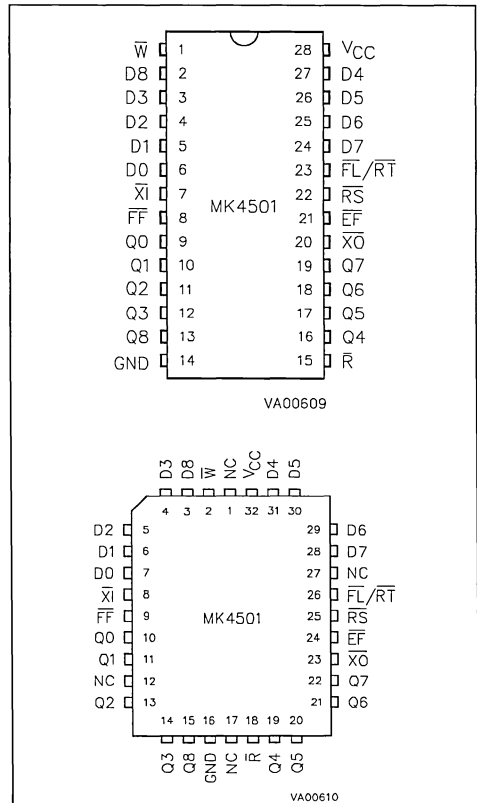 W̅ 1 28 VCC
D8 2 27 D4
D3 3 26 D5
D2 4 25 D6
D1 5 24 D7
D0 6 23 F̅L̅/R̅T̅
X̅I̅ 7 22 R̅S̅
F̅F̅ 8 MK4501 21 E̅F̅
Q0 9 20 X̅O̅
Q1 10 19 Q7
Q2 11 18 Q6
Q3 12 17 Q5
Q8 13 16 Q4
GND 14 15 R̅
VA00609
D3 D8 W̅ NC VCC D4 D5
4 3 2 1 32 31 30
D2 5 29 D6
D1 6 28 D7
D0 7 27 NC
X̅I̅ 8 26 F̅L̅/R̅T̅
F̅F̅ 9 MK4501 25 R̅S̅
Q0 10 24 E̅F̅
Q1 11 23 X̅O̅
NC 12 22 Q7
Q2 13 21 Q6
14 15 16 17 18 19 20
Q3 Q8 GND NC R̅ Q4 Q5
VA00610